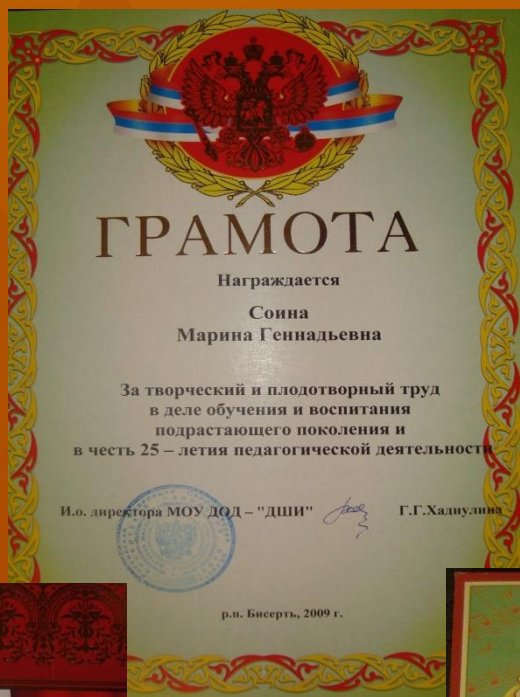 ГРАМОТА
Награждается
Соина
Марина Геннадьевна
За творческий и плодотворный труд
в деле обучения и воспитания
подрастающего поколения и
в честь 25 – летия педагогической деятельности
И.о. директора МОУ ДОД – "ДШИ" Г.Г.Хадиулина
р.п. Бисерть, 2009 г.